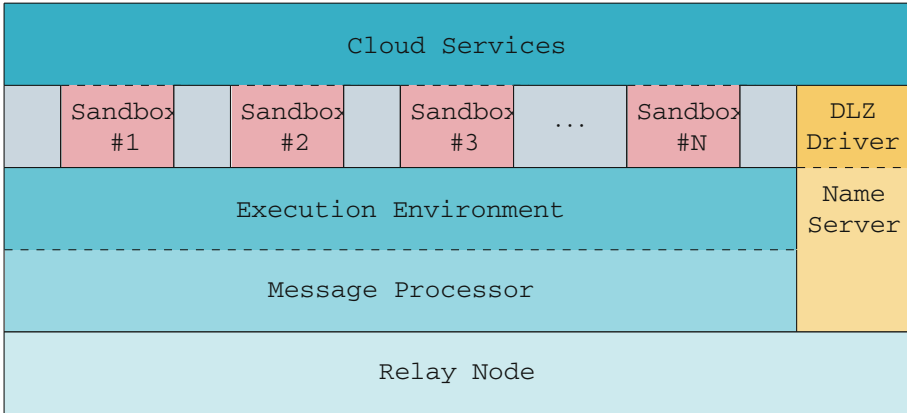 Cloud Services
Sandbox #1
Sandbox #2
Sandbox #3
...
Sandbox #N
DLZ Driver
Execution Environment
Name Server
Message Processor
Relay Node